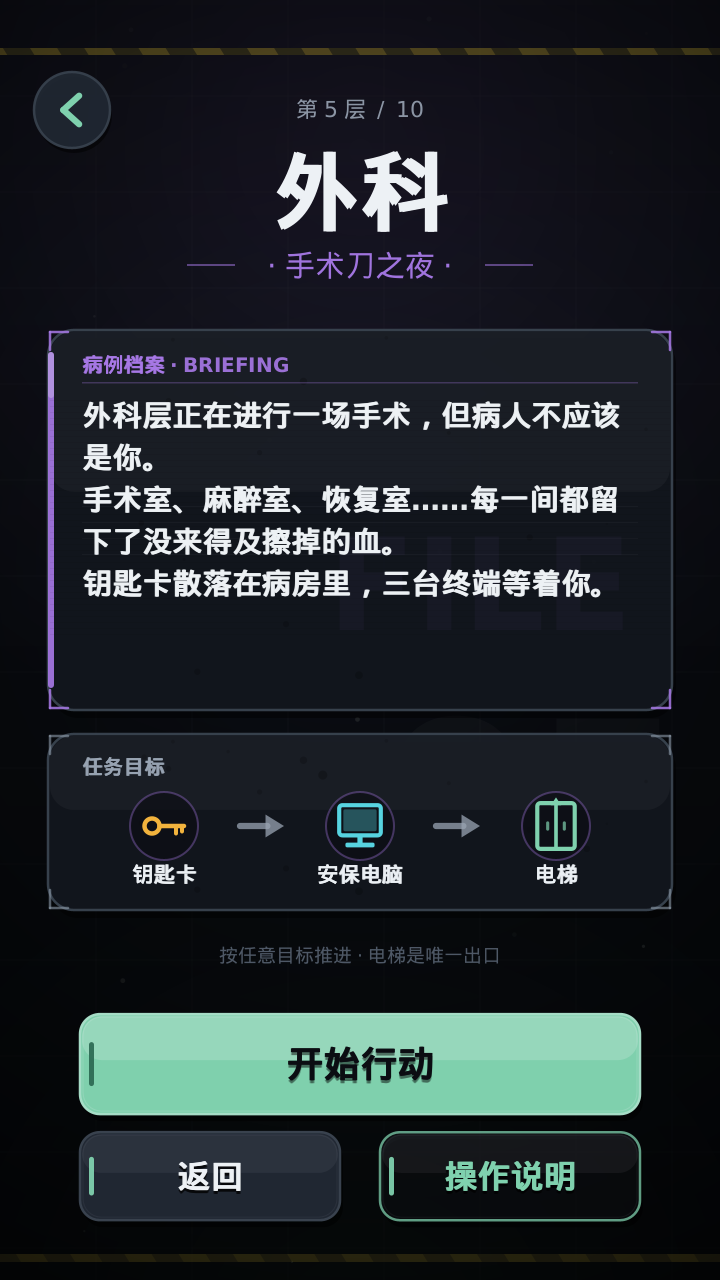 第 5 层 / 10
外科
· 手术刀之夜 ·
病例档案 · BRIEFING
外科层正在进行一场手术，但病人不应该
是你。
手术室、麻醉室、恢复室……每一间都留
下了没来得及擦掉的血。
钥匙卡散落在病房里，三台终端等着你。
FILE
任务目标
钥匙卡
安保电脑
电梯
按任意目标推进 · 电梯是唯一出口
开始行动
返回
操作说明